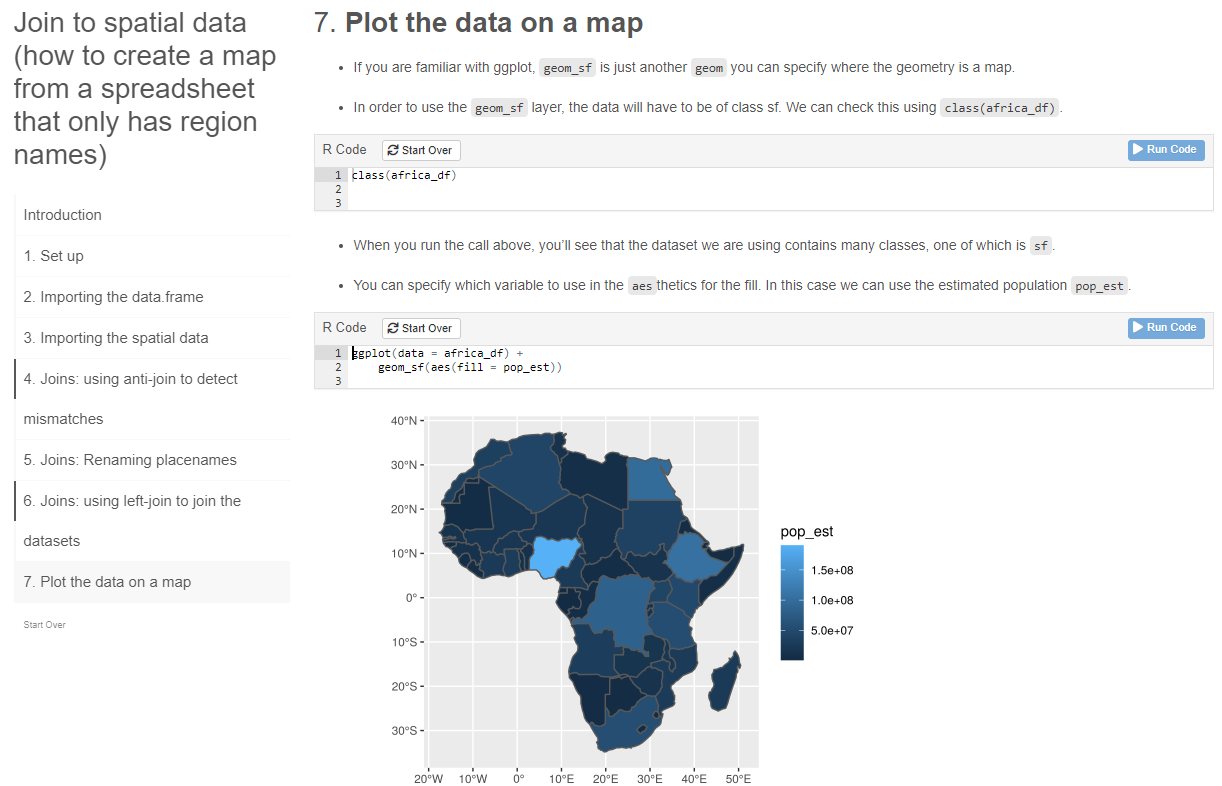 Join to spatial data
(how to create a map
from a spreadsheet
that only has region
names)
Introduction
1. Set up
2. Importing the data.frame
3. Importing the spatial data
4. Joins: using anti-join to detect
mismatches
5. Joins: Renaming placenames
6. Joins: using left-join to join the
datasets
7. Plot the data on a map
Start Over
7. Plot the data on a map
• If you are familiar with ggplot, geom_sf is just another geom you can specify where the geometry is a map.
• In order to use the geom_sf layer, the data will have to be of class sf. We can check this using class(africa_df).
R Code Start Over Run Code
1 class(africa_df)
2
3
• When you run the call above, you'll see that the dataset we are using contains many classes, one of which is sf.
• You can specify which variable to use in the aesthetics for the fill. In this case we can use the estimated population pop_est.
R Code Start Over Run Code
1 ggplot(data = africa_df) +
2 geom_sf(aes(fill = pop_est))
3
40°N
30°N
20°N
10°N
0°
10°S
20°S
30°S
20°W 10°W 0° 10°E 20°E 30°E 40°E 50°E
pop_est
1.5e+08
1.0e+08
5.0e+07